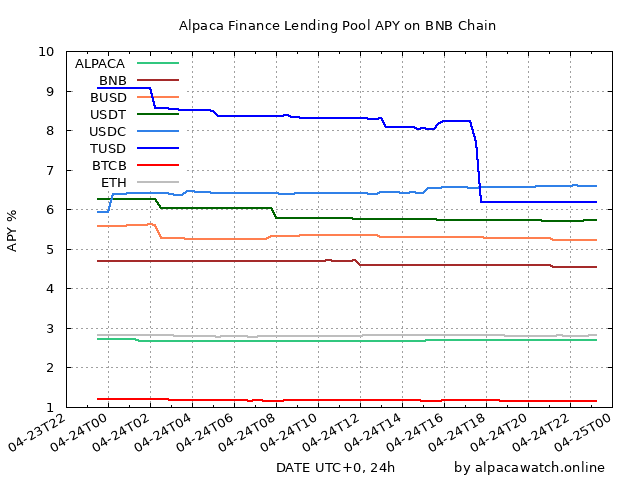 Alpaca Finance Lending Pool APY on BNB Chain
10
9
8
7
6
5
4
3
2
1
APY %
ALPACA
BNB
BUSD
USDT
USDC
TUSD
BTCB
ETH
04-23T22
04-24T00
04-24T02
04-24T04
04-24T06
04-24T08
04-24T10
04-24T12
04-24T14
04-24T16
04-24T18
04-24T20
04-24T22
04-25T00
DATE UTC+0, 24h
by alpacawatch.online